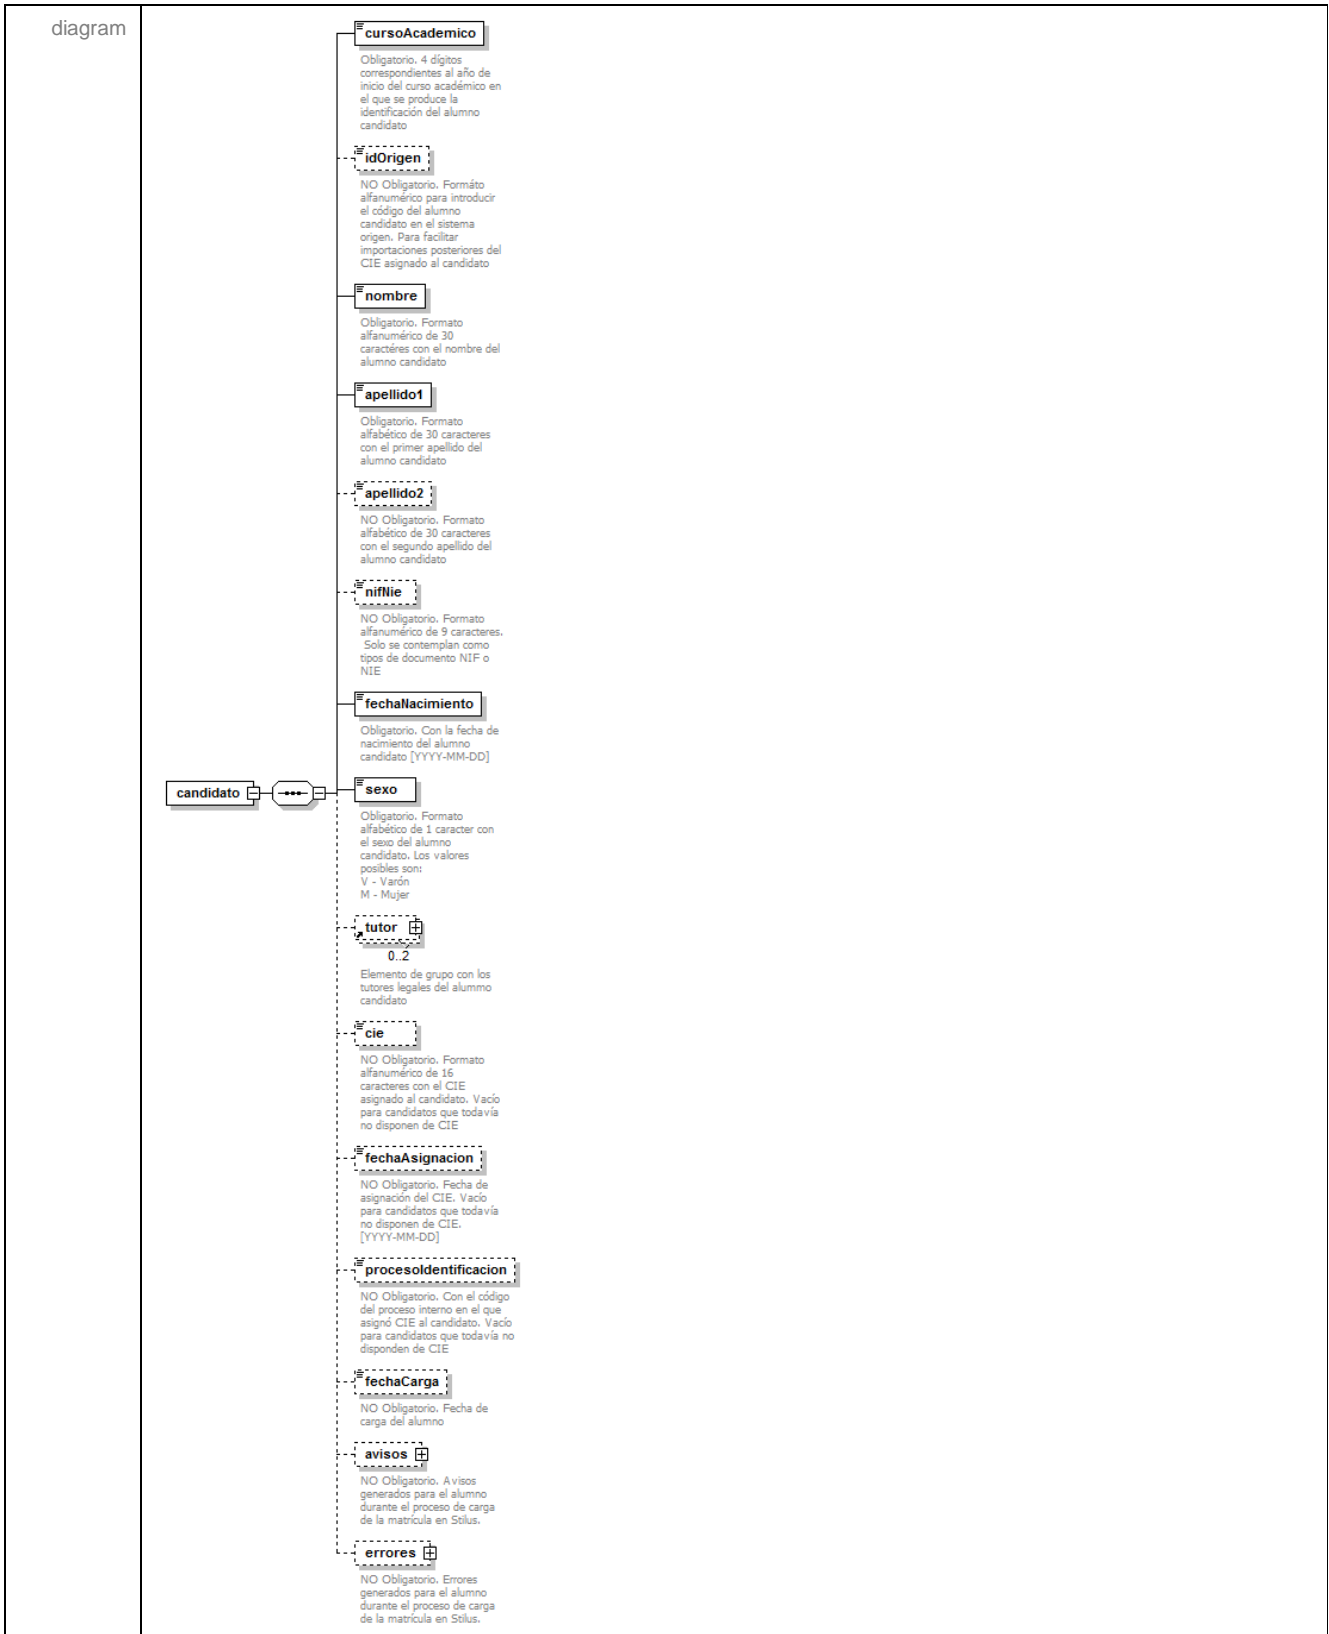 diagram
cursoAcademico
Obligatorio. 4 dígitos
correspondientes al año de
inicio del curso académico en
el que se produce la
identificación del alumno
candidato
idOrigen
NO Obligatorio. Formáto
alfanumérico para introducir
el código del alumno
candidato en el sistema
origen. Para facilitar
importaciones posteriores del
CIE asignado al candidato
nombre
Obligatorio. Formato
alfanumérico de 30
caractéres con el nombre del
alumno candidato
apellido1
Obligatorio. Formato
alfabético de 30 caracteres
con el primer apellido del
alumno candidato
apellido2
NO Obligatorio. Formato
alfabético de 30 caracteres
con el segundo apellido del
alumno candidato
nifNie
NO Obligatorio. Formato
alfanumérico de 9 caracteres.
Solo se contemplan como
tipos de documento NIF o
NIE
fechaNacimiento
Obligatorio. Con la fecha de
nacimiento del alumno
candidato [YYYY-MM-DD]
candidato
sexo
Obligatorio. Formato
alfabético de 1 caracter con
el sexo del alumno
candidato. Los valores
posibles son:
V - Varón
M - Mujer
tutor
0..2
Elemento de grupo con los
tutores legales del alummo
candidato
cie
NO Obligatorio. Formato
alfanumérico de 16
caracteres con el CIE
asignado al candidato. Vacío
para candidatos que todavía
no disponen de CIE
fechaAsignacion
NO Obligatorio. Fecha de
asignación del CIE. Vacío
para candidatos que todavía
no disponen de CIE.
[YYYY-MM-DD]
procesoIdentificacion
NO Obligatorio. Con el código
del proceso interno en el que
asignó CIE al candidato. Vacío
para candidatos que todavía no
disponden de CIE
fechaCarga
NO Obligatorio. Fecha de
carga del alumno
avisos
NO Obligatorio. Avisos
generados para el alumno
durante el proceso de carga
de la matrícula en Stilus.
errores
NO Obligatorio. Errores
generados para el alumno
durante el proceso de carga
de la matrícula en Stilus.